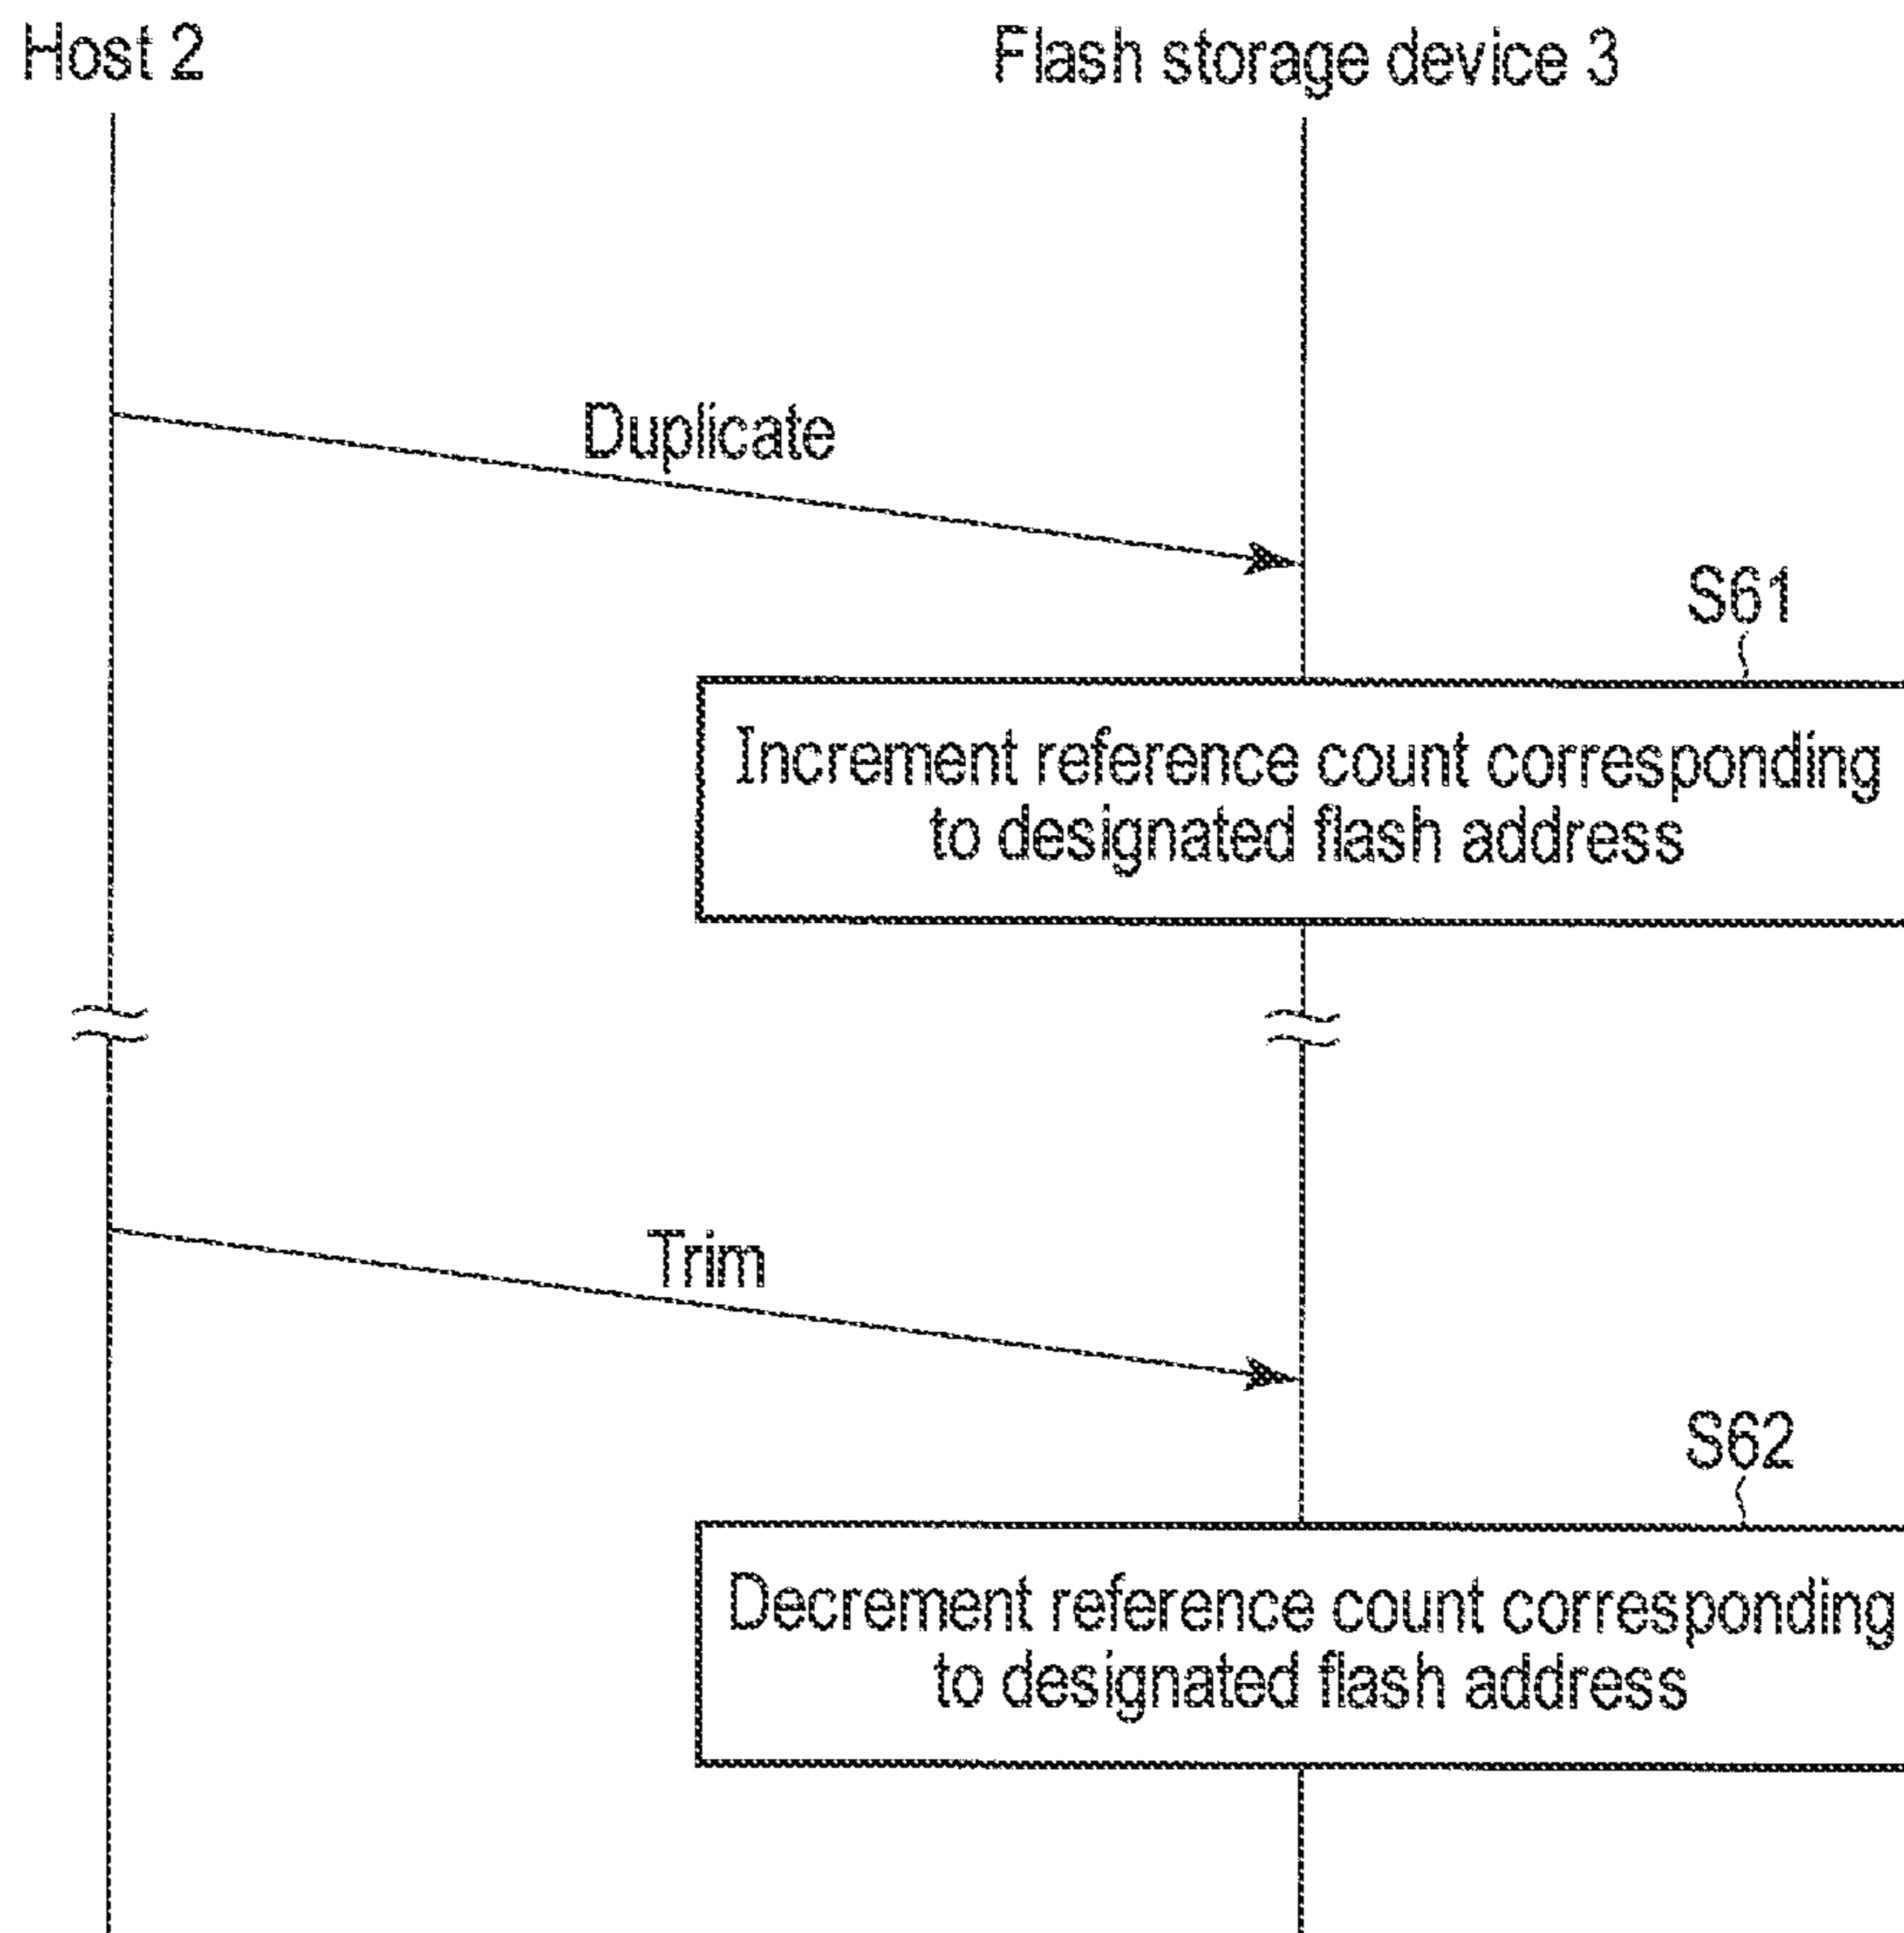 Host 2
Flash storage device 3
Duplicate
S61
Increment reference count corresponding
to designated flash address
Trim
S62
Decrement reference count corresponding
to designated flash address